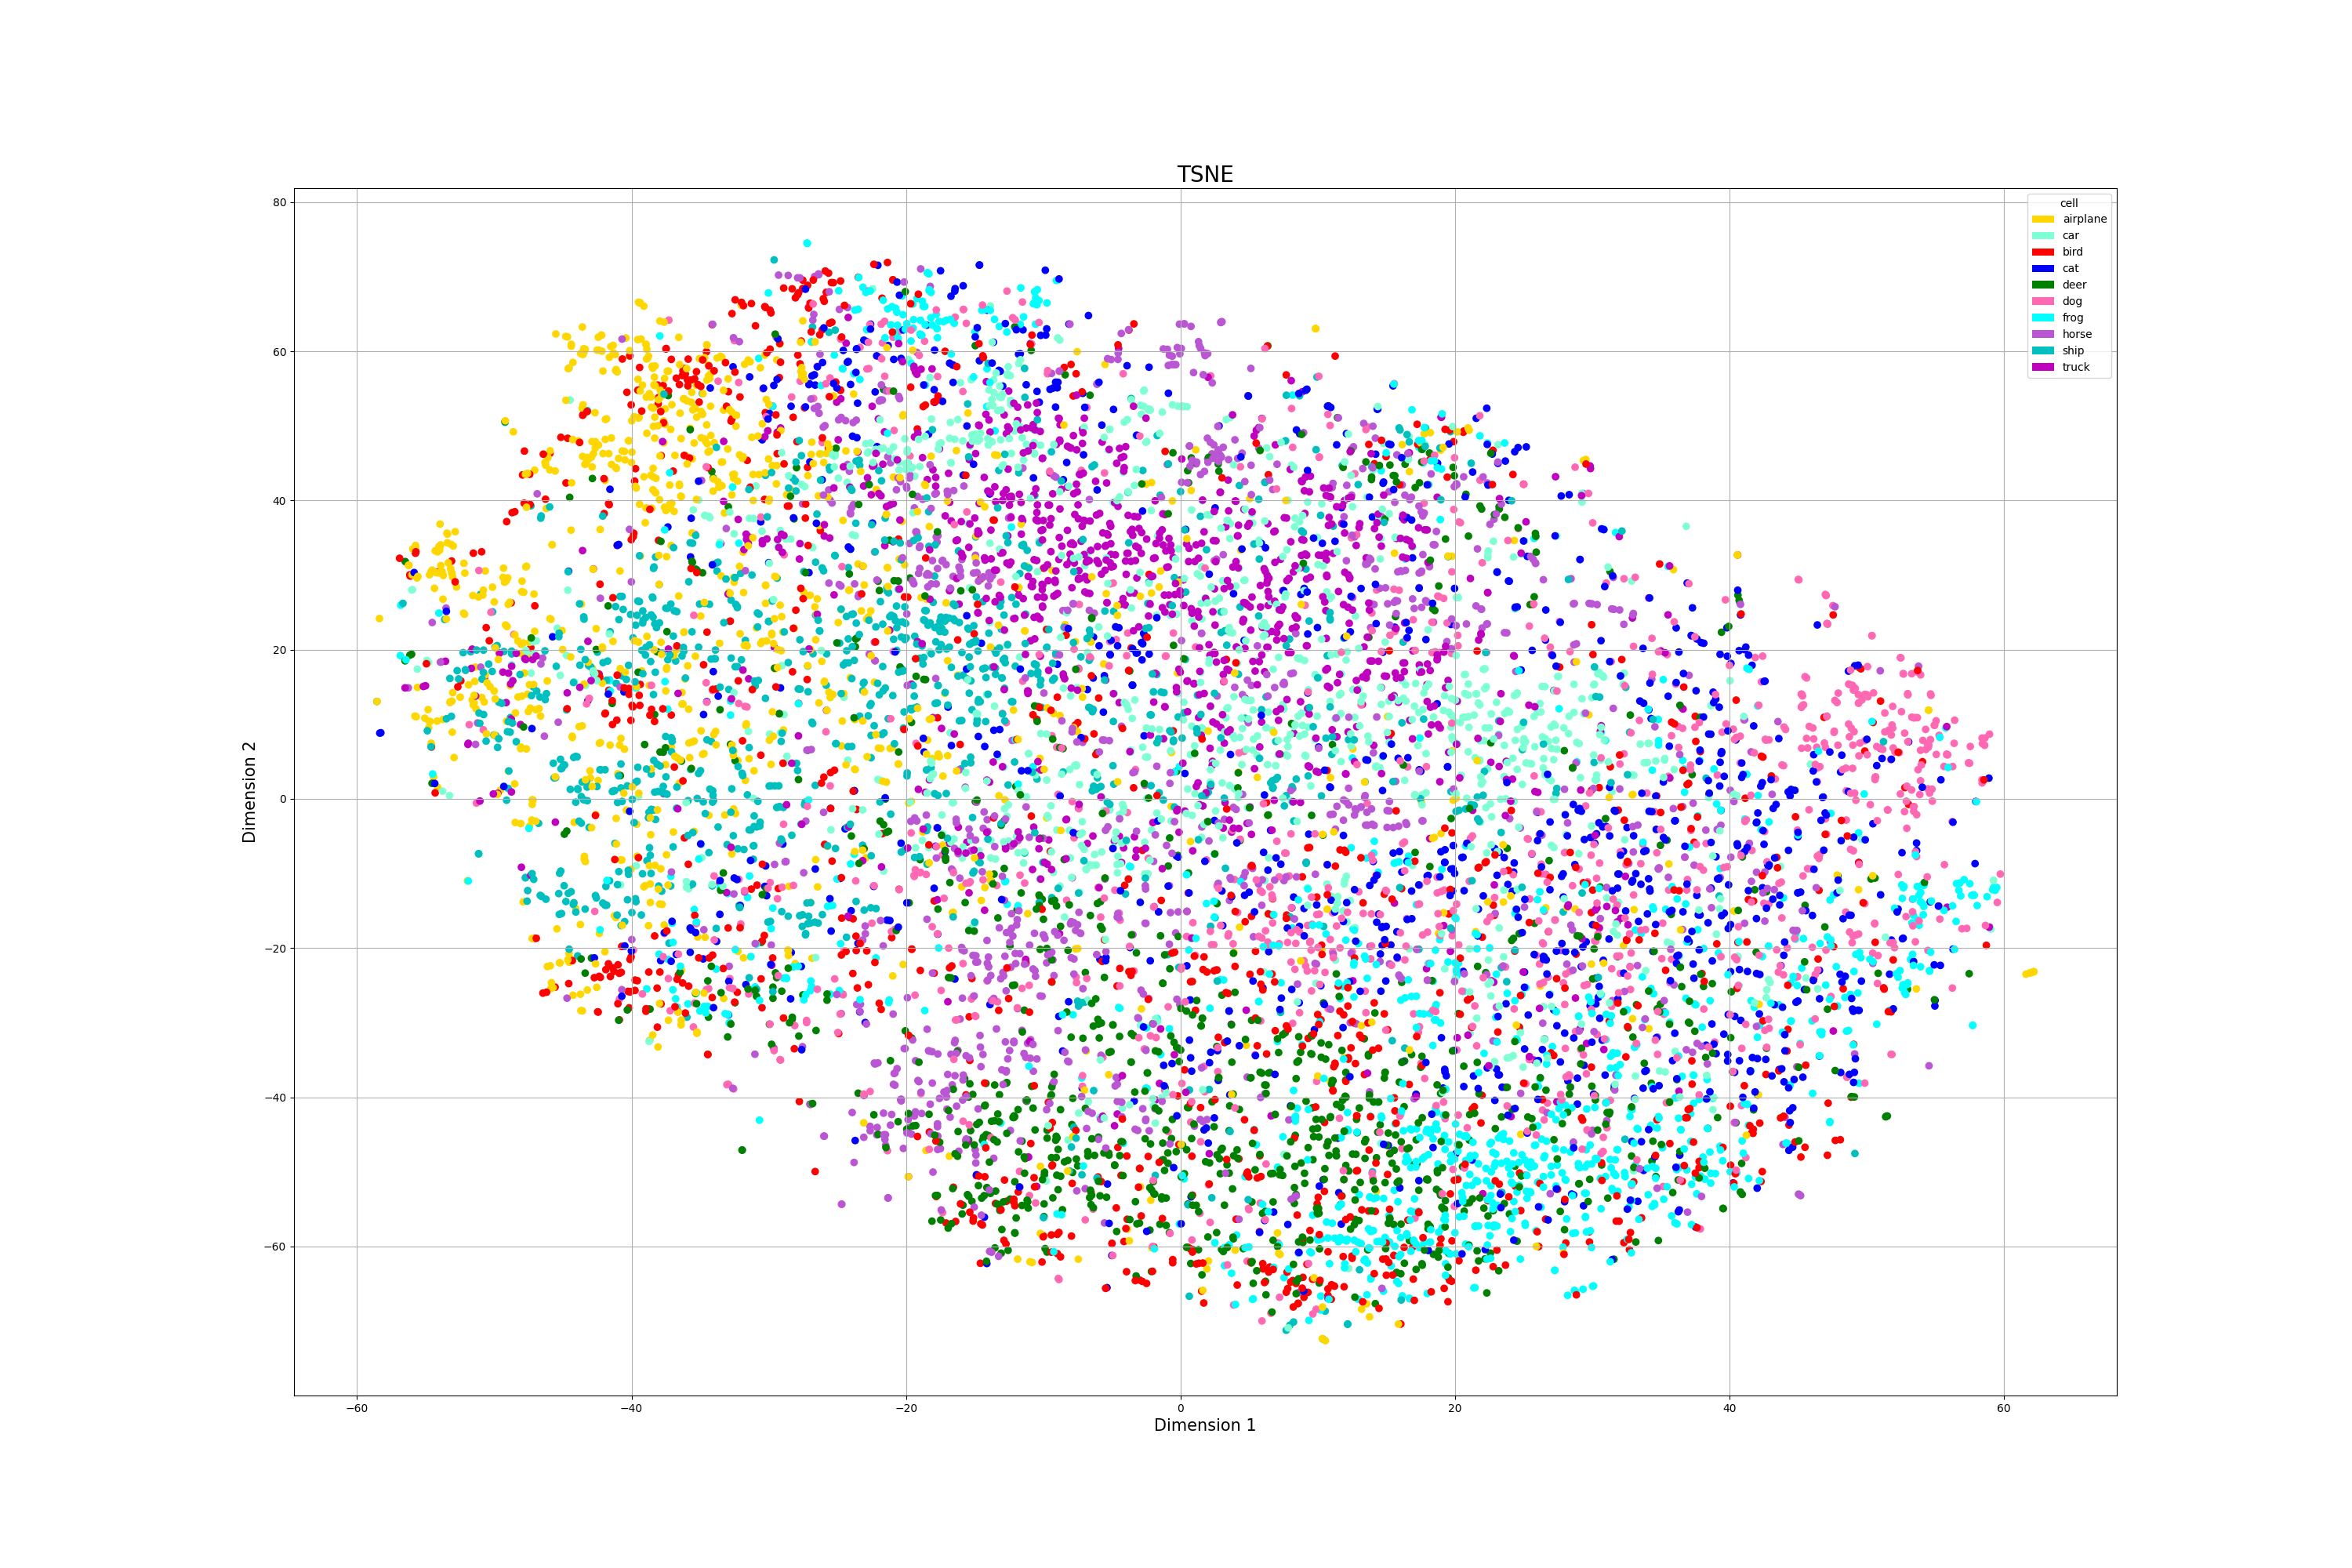 TSNE
cell
airplane
car
bird
cat
deer
dog
frog
horse
ship
truck
80
60
40
20
0
−20
−40
−60
Dimension 2
−60
−40
−20
0
20
40
60
Dimension 1